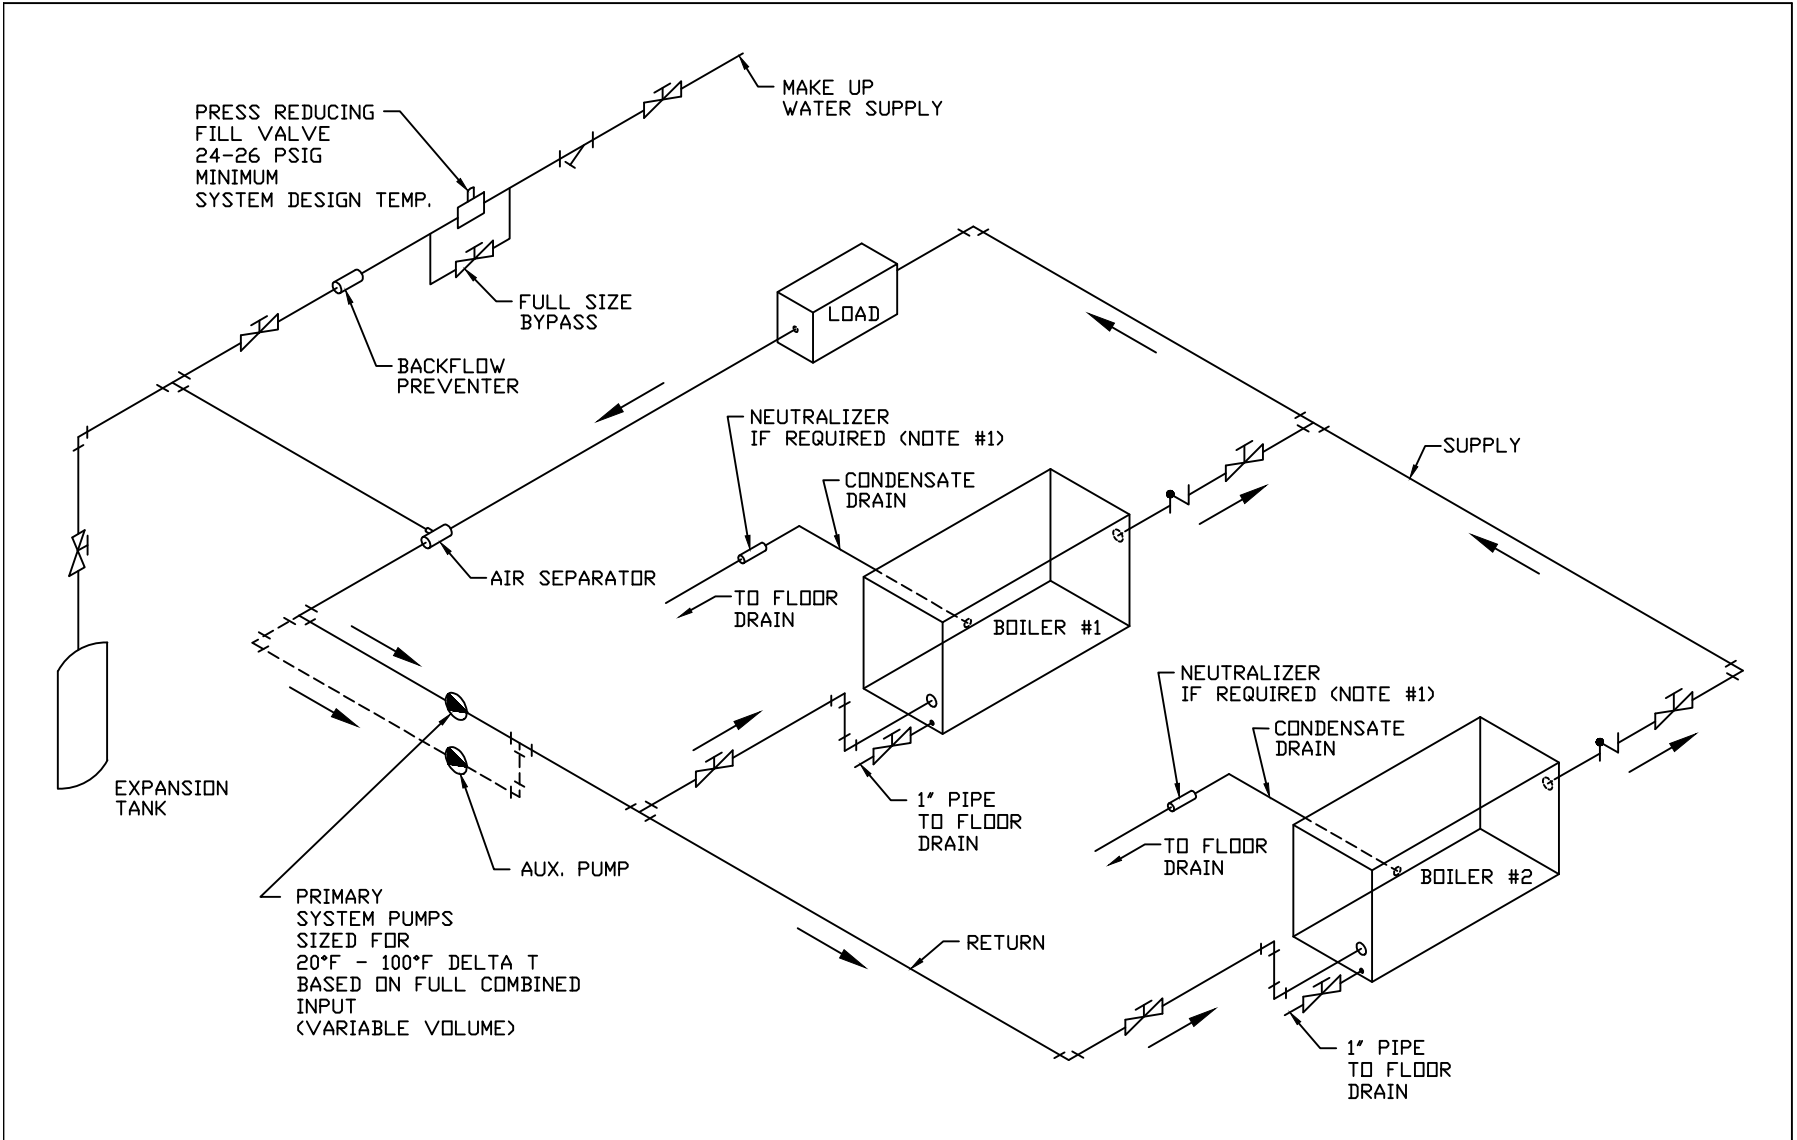 MAKE UP
WATER SUPPLY
PRESS REDUCING
FILL VALVE
24-26 PSIG
MINIMUM
SYSTEM DESIGN TEMP.
FULL SIZE
BYPASS
LOAD
BACKFLOW
PREVENTER
NEUTRALIZER
IF REQUIRED (NOTE #1)
SUPPLY
CONDENSATE
DRAIN
AIR SEPARATOR
TO FLOOR
DRAIN
BOILER #1
NEUTRALIZER
IF REQUIRED (NOTE #1)
CONDENSATE
DRAIN
EXPANSION
TANK
1" PIPE
TO FLOOR
DRAIN
TO FLOOR
DRAIN
BOILER #2
AUX. PUMP
PRIMARY
SYSTEM PUMPS
SIZED FOR
20°F - 100°F DELTA T
BASED ON FULL COMBINED
INPUT
(VARIABLE VOLUME)
RETURN
1" PIPE
TO FLOOR
DRAIN